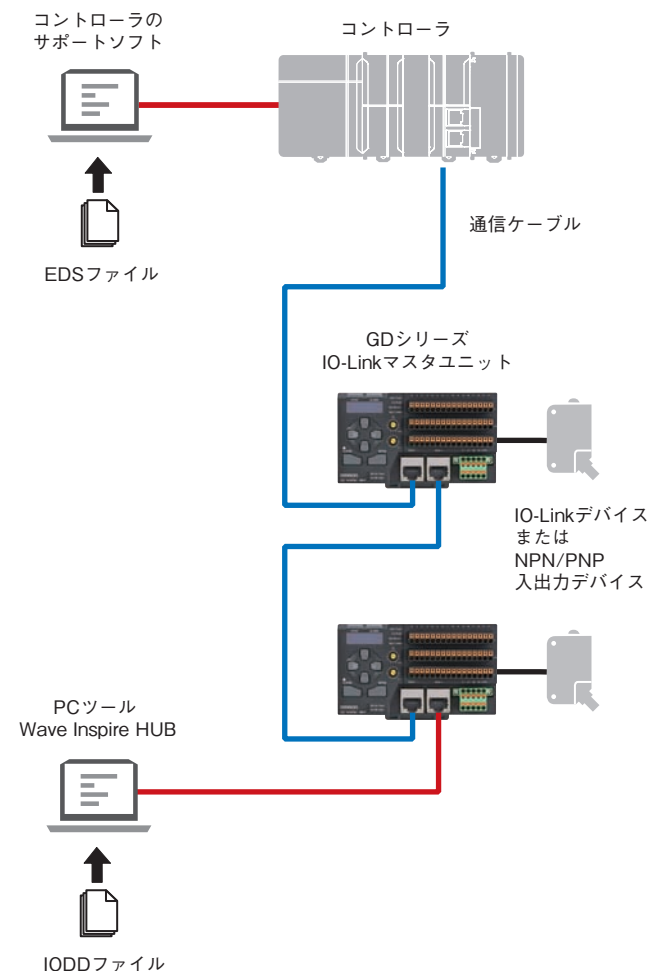 コントローラの
サポートソフト
コントローラ
EDSファイル
通信ケーブル
GDシリーズ
IO-Linkマスタユニット
IO-Linkデバイス
または
NPN/PNP
入出力デバイス
PCツール
Wave Inspire HUB
IODDファイル